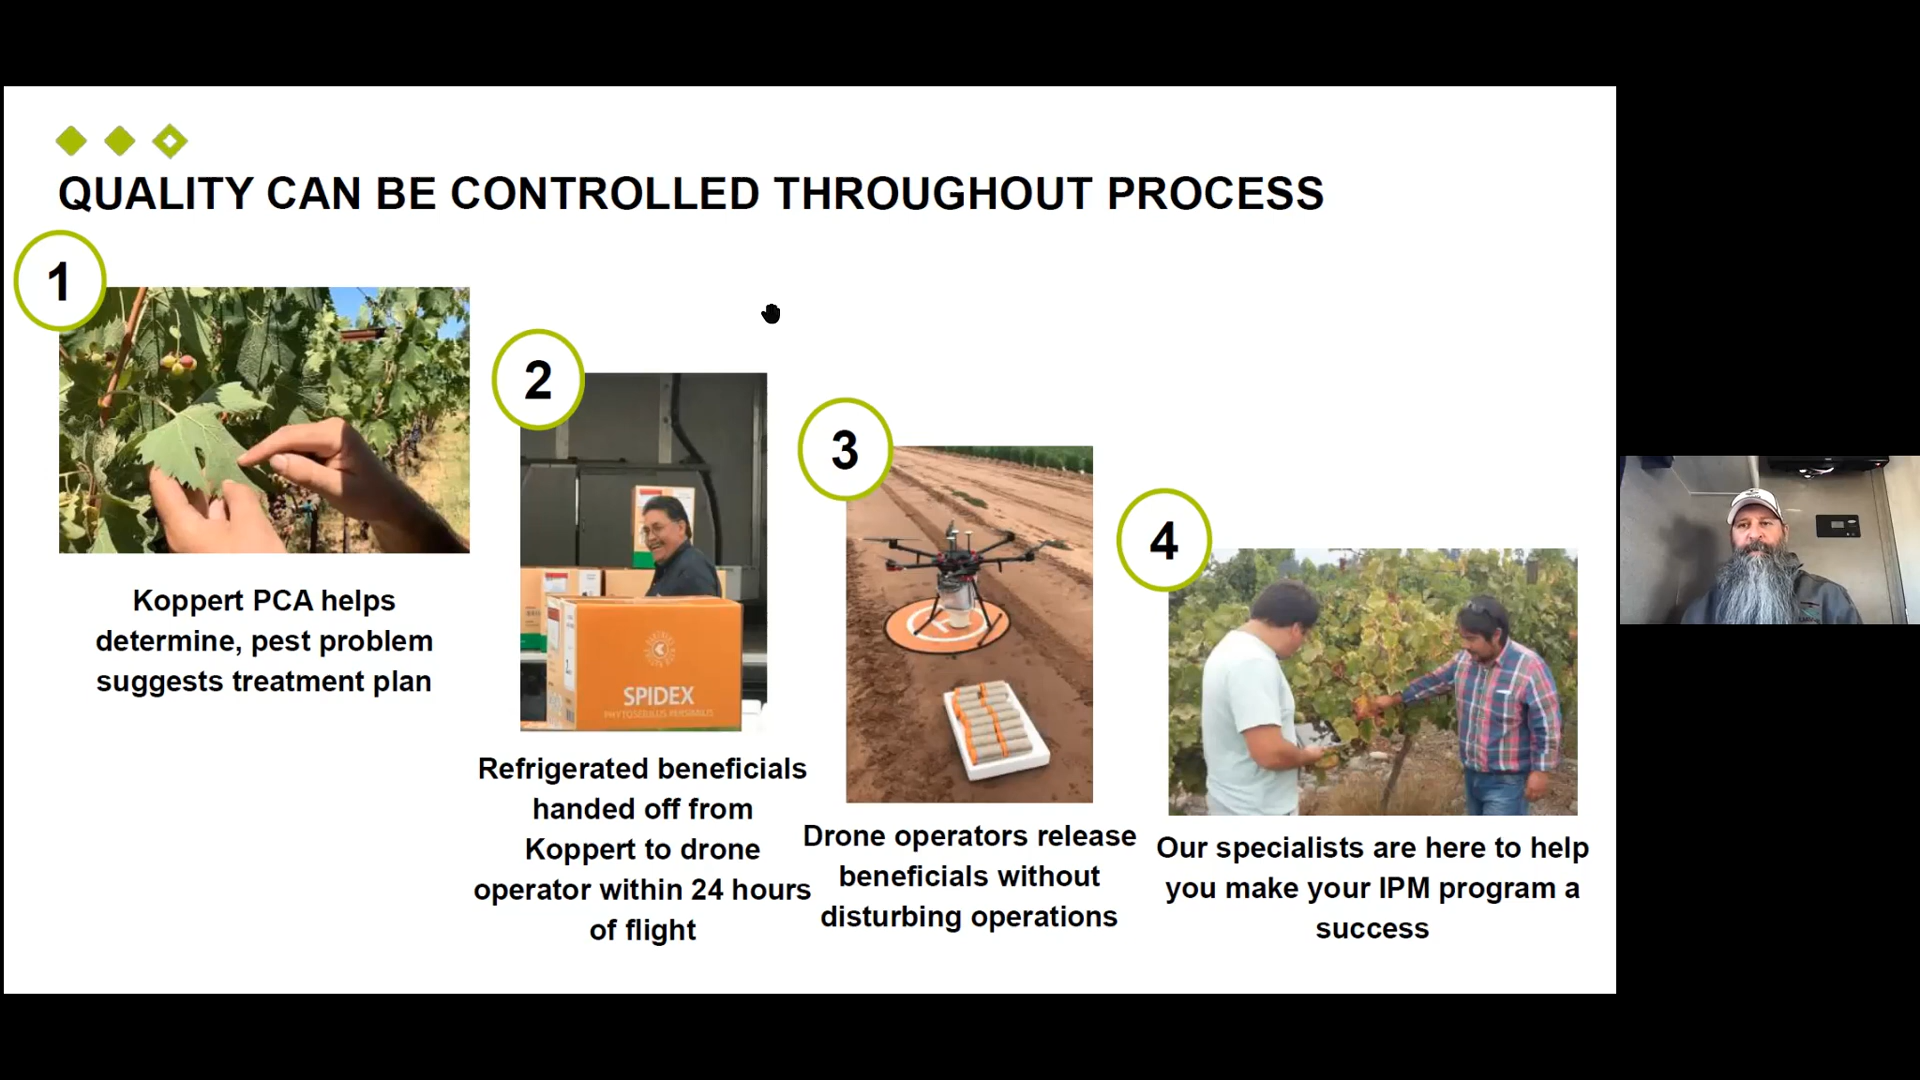 QUALITY CAN BE CONTROLLED THROUGHOUT PROCESS
1
Koppert PCA helps
determine, pest problem
suggests treatment plan
2
SPIDEX
PHYTOSEIULUS PERSIMILIS
Refrigerated beneficials
handed off from
Koppert to drone
operator within 24 hours
of flight
3
Drone operators release
beneficials without
disturbing operations
4
Our specialists are here to help
you make your IPM program a
success